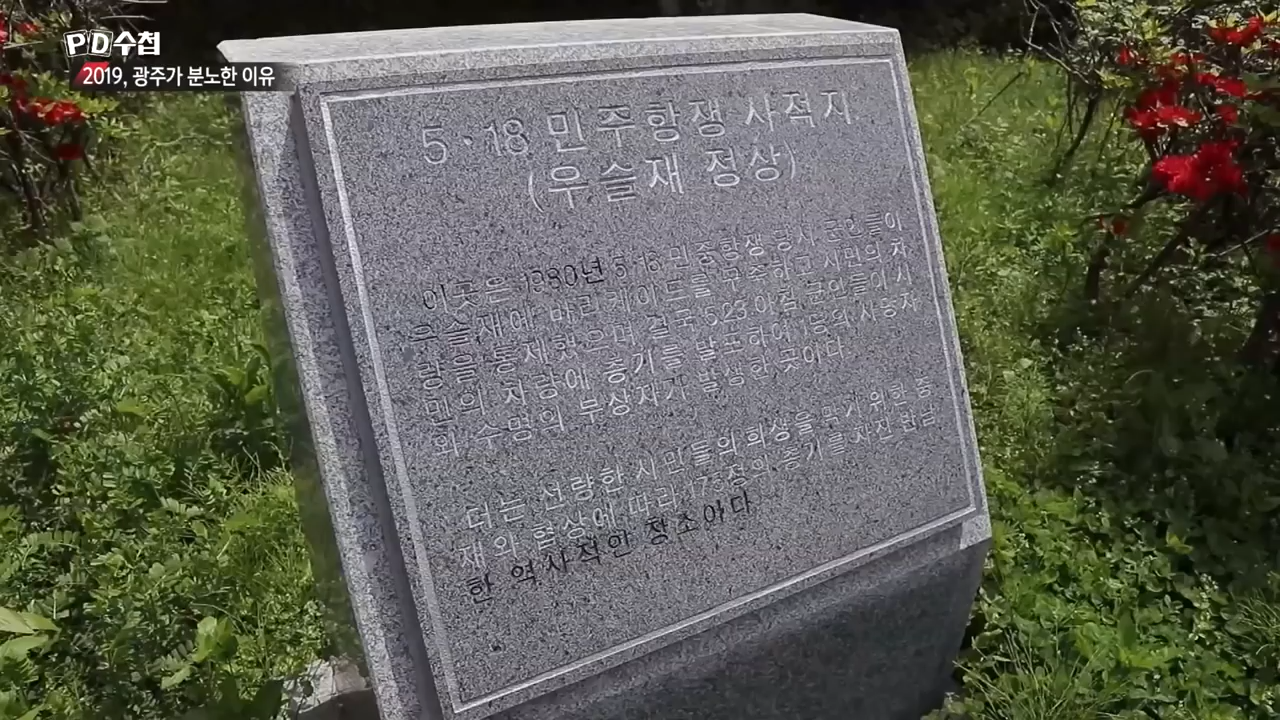 PD수첩
2019, 광주가 분노한 이유
5·18 민주항쟁 사적지
(우슬재 정상)
이곳은 1980년 5·18 민중항쟁 당시 군인들이
우슬재에 바리케이드를 구축하고 시민의 차
량을 통제했으며 결국 5.23 아침 군인들이 시
민의 차량에 총기를 발포하여 1명의 사망자
와 수명의 부상자가 발생한 곳이다
더는 선량한 시민들의 희생을 막기 위한 중
재와 협상에 따라 정의 총기를 자진 반납
한 역사적인 장소이다